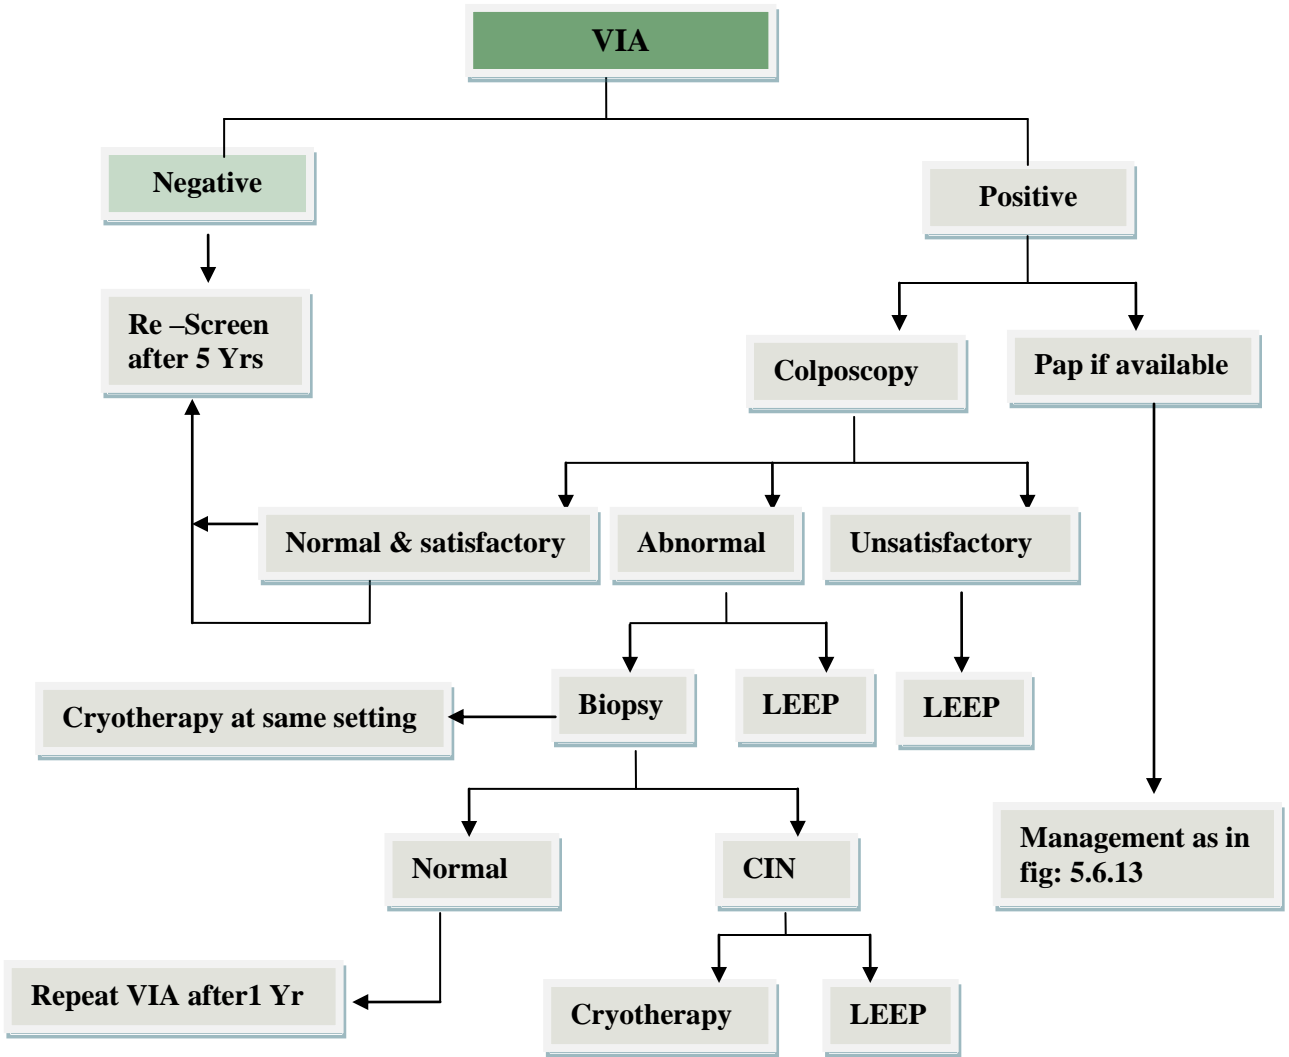 VIA
Negative
Positive
Re –Screen
after 5 Yrs
Colposcopy
Pap if available
Normal & satisfactory
Abnormal
Unsatisfactory
Cryotherapy at same setting
Biopsy
LEEP
LEEP
Normal
CIN
Management as in
fig: 5.6.13
Repeat VIA after1 Yr
Cryotherapy
LEEP